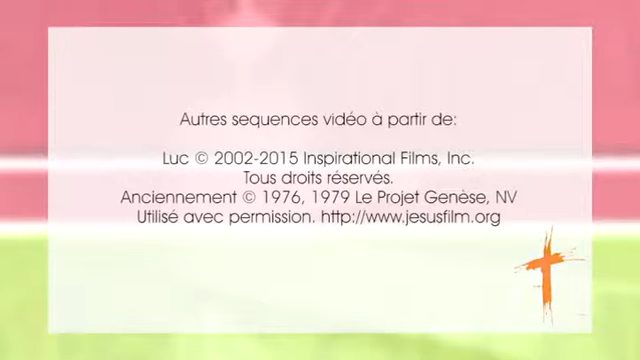 Autres sequences vidéo à partir de:
Luc © 2002-2015 Inspirational Films, Inc.
Tous droits réservés.
Anciennement © 1976, 1979 Le Projet Genèse, NV
Utilisé avec permission. http://www.jesusfilm.org